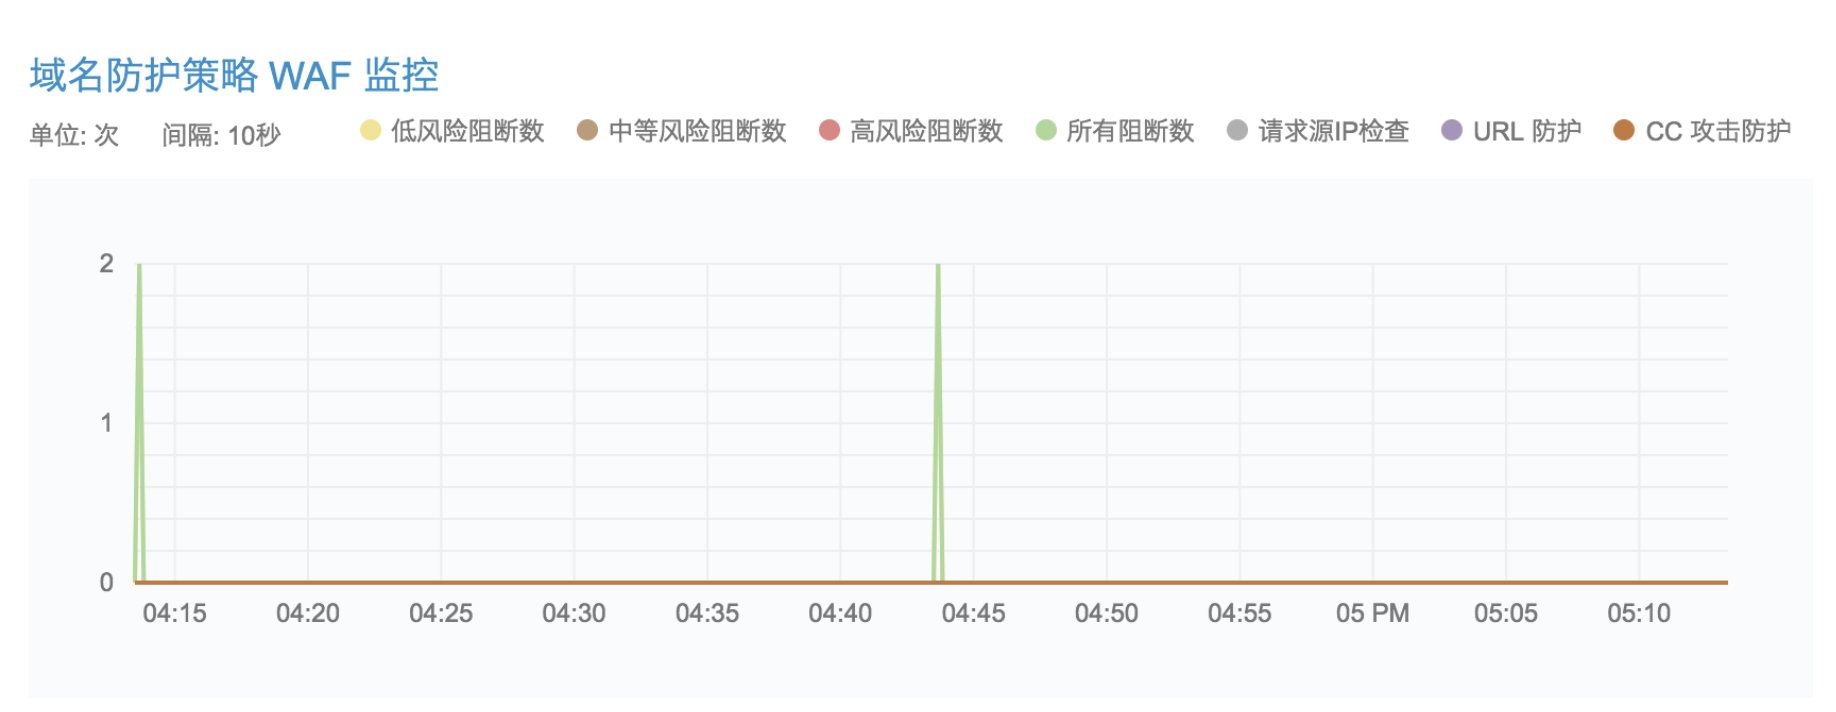 域名防护策略 WAF 监控
单位: 次 间隔: 10秒 低风险阻断数 中等风险阻断数 高风险阻断数 所有阻断数 请求源IP检查 URL 防护 CC 攻击防护
2
1
0
04:15 04:20 04:25 04:30 04:35 04:40 04:45 04:50 04:55 05 PM 05:05 05:10